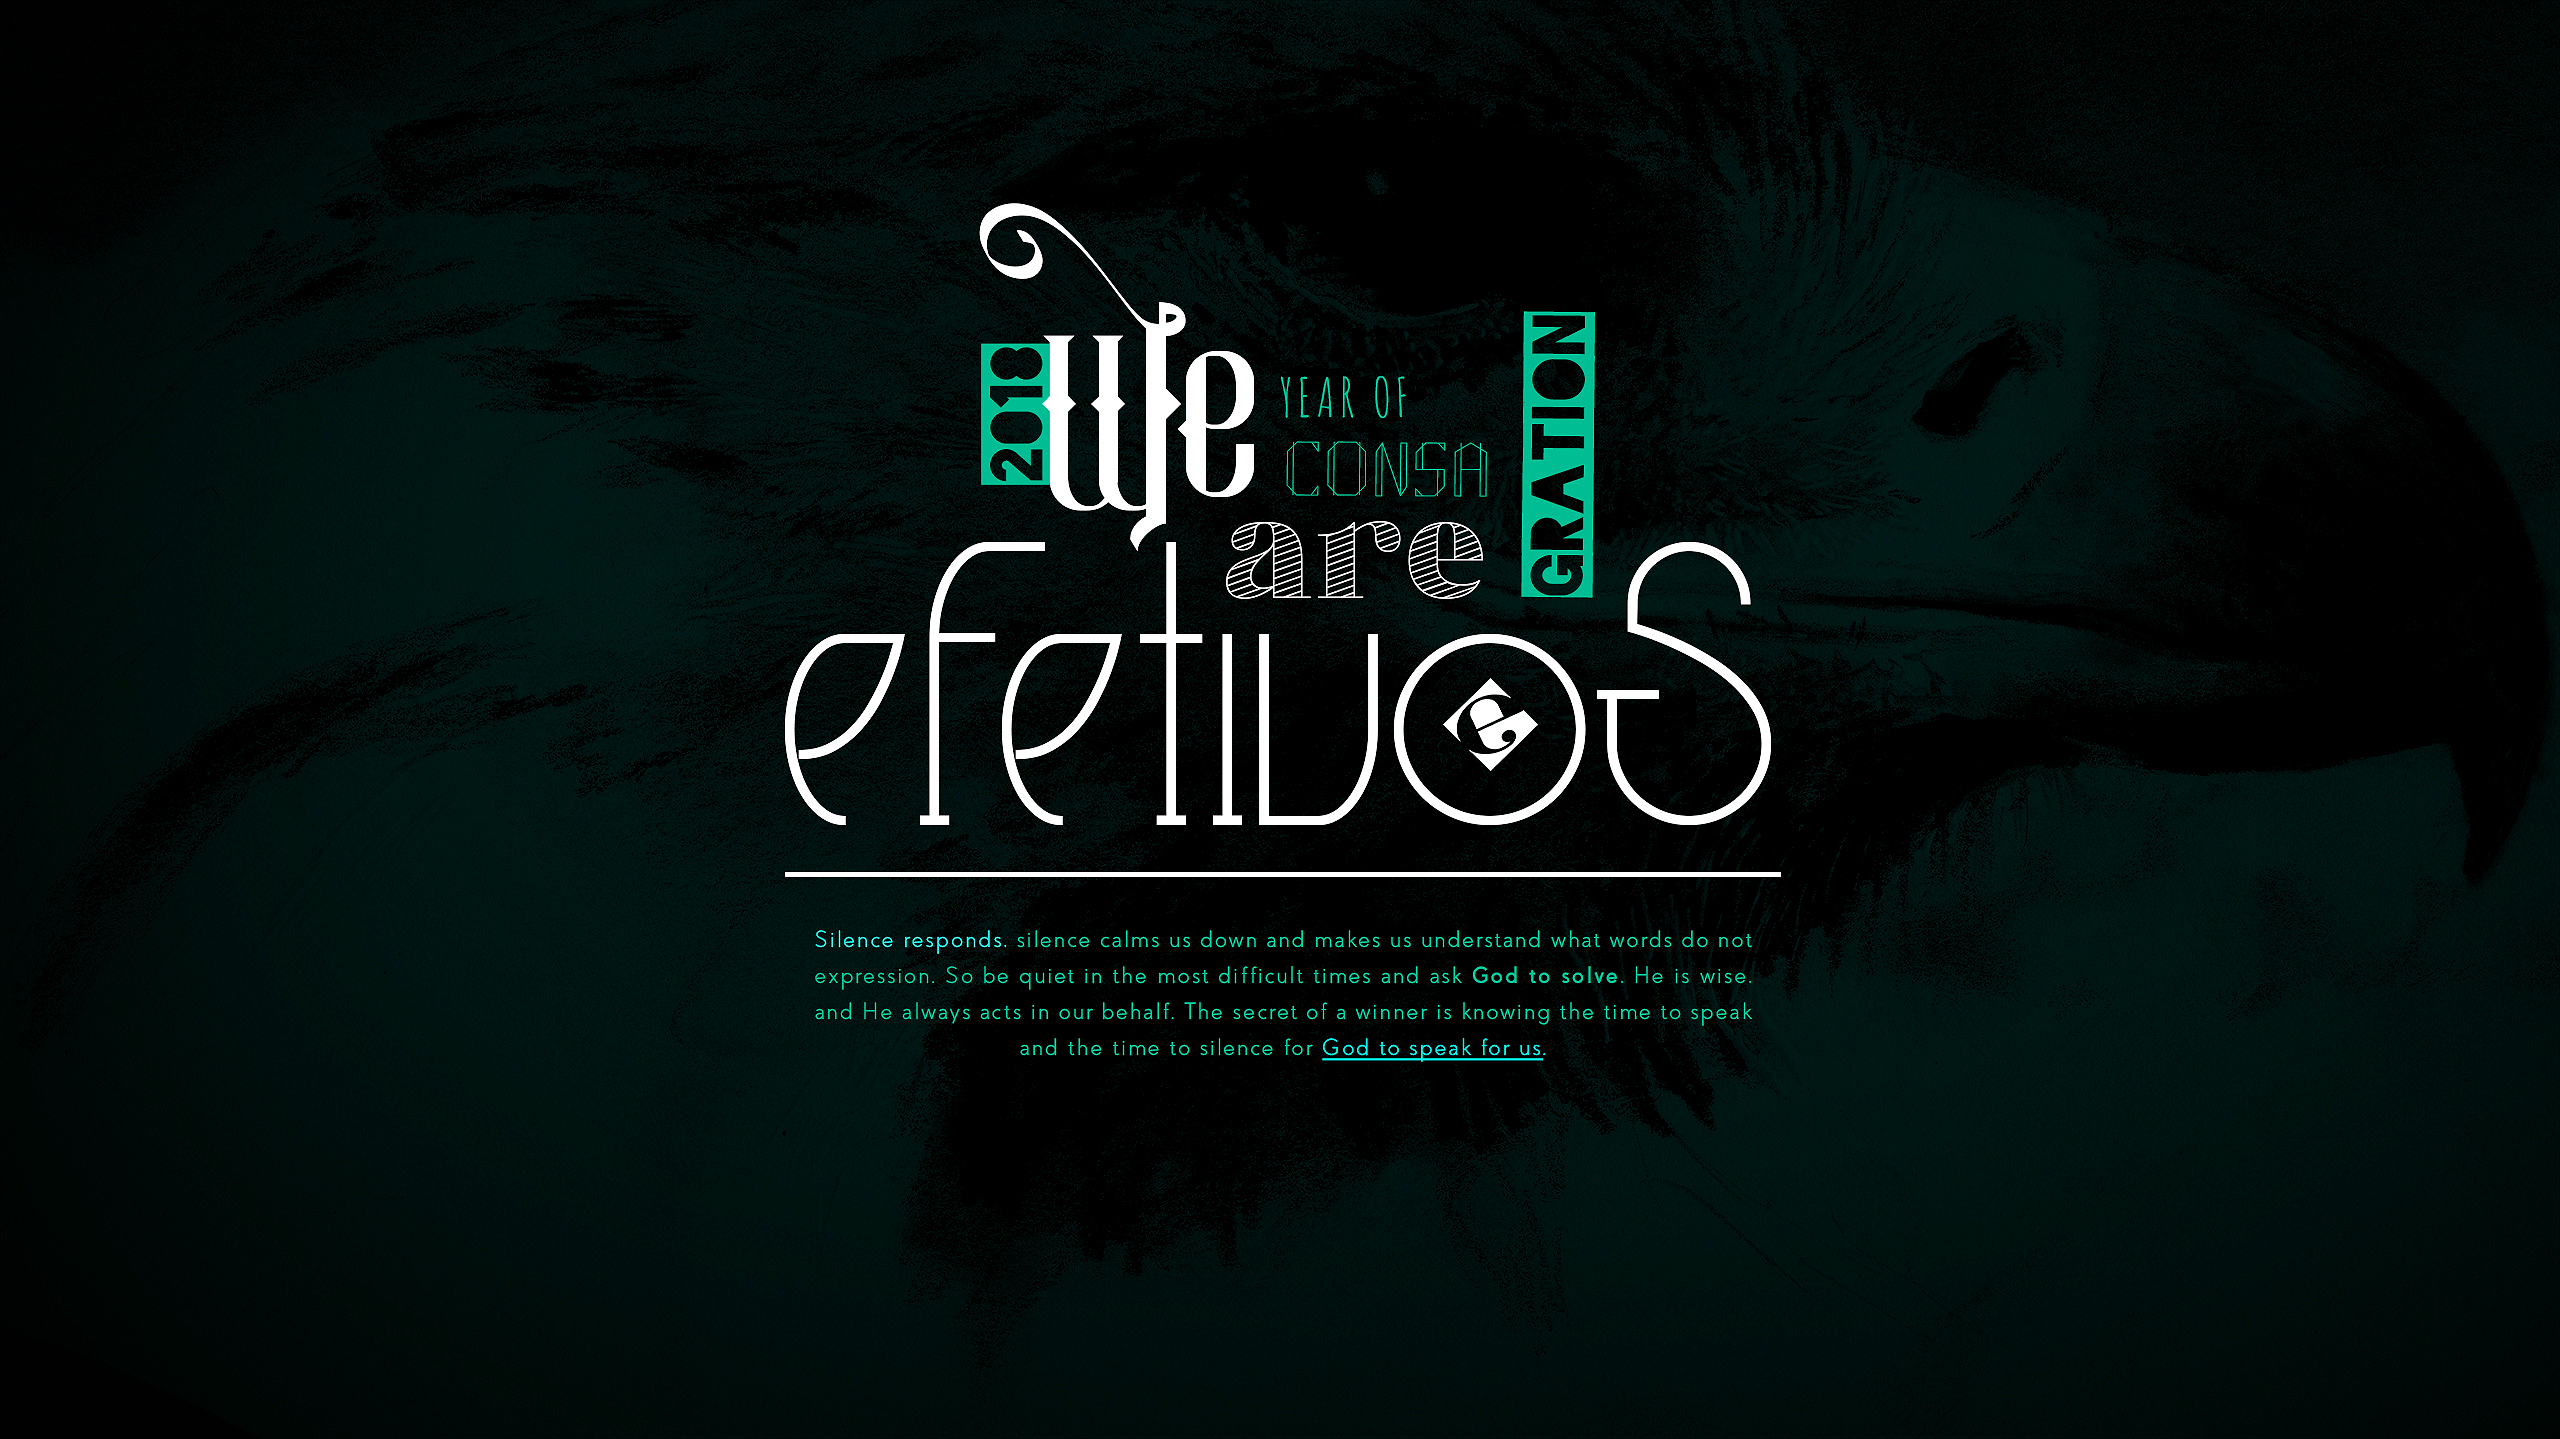 2018
We
YEAR OF
CONSA
GRATION
are
efetivos
Silence responds. silence calms us down and makes us understand what words do not
expression. So be quiet in the most difficult times and ask God to solve. He is wise.
and He always acts in our behalf. The secret of a winner is knowing the time to speak
and the time to silence for God to speak for us.